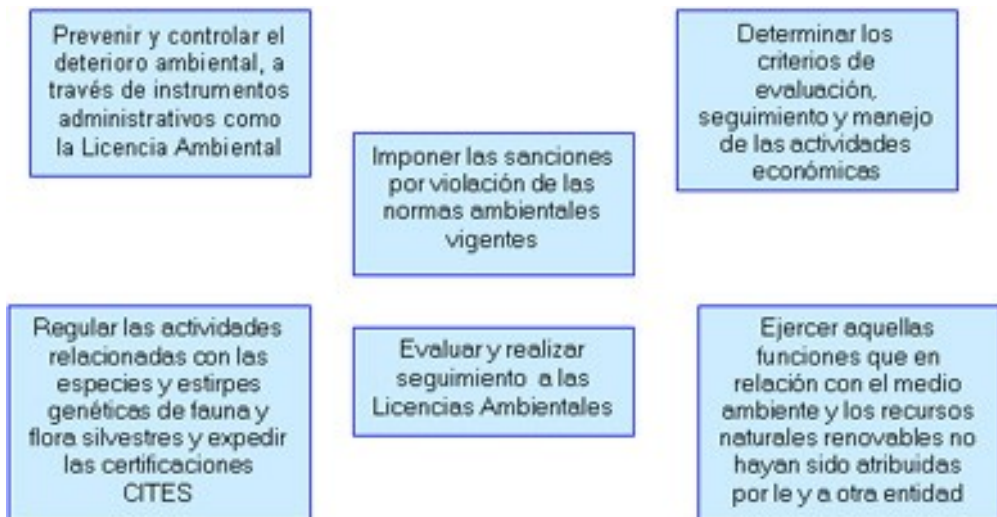 Prevenir y controlar el
deterioro ambiental, a
través de instrumentos
administrativos como
la Licencia Ambiental
Determinar los
criterios de
evaluación,
seguimiento y manejo
de las actividades
económicas
Imponer las sanciones
por violación de las
normas ambientales
vigentes
Regular las actividades
relacionadas con las
especies y estirpes
genéticas de fauna y
flora silvestres y expedir
las certificaciones
CITES
Evaluar y realizar
seguimiento a las
Licencias Ambientales
Ejercer aquellas
funciones que en
relación con el medio
ambiente y los recursos
naturales renovables no
hayan sido atribuidas
por le y a otra entidad